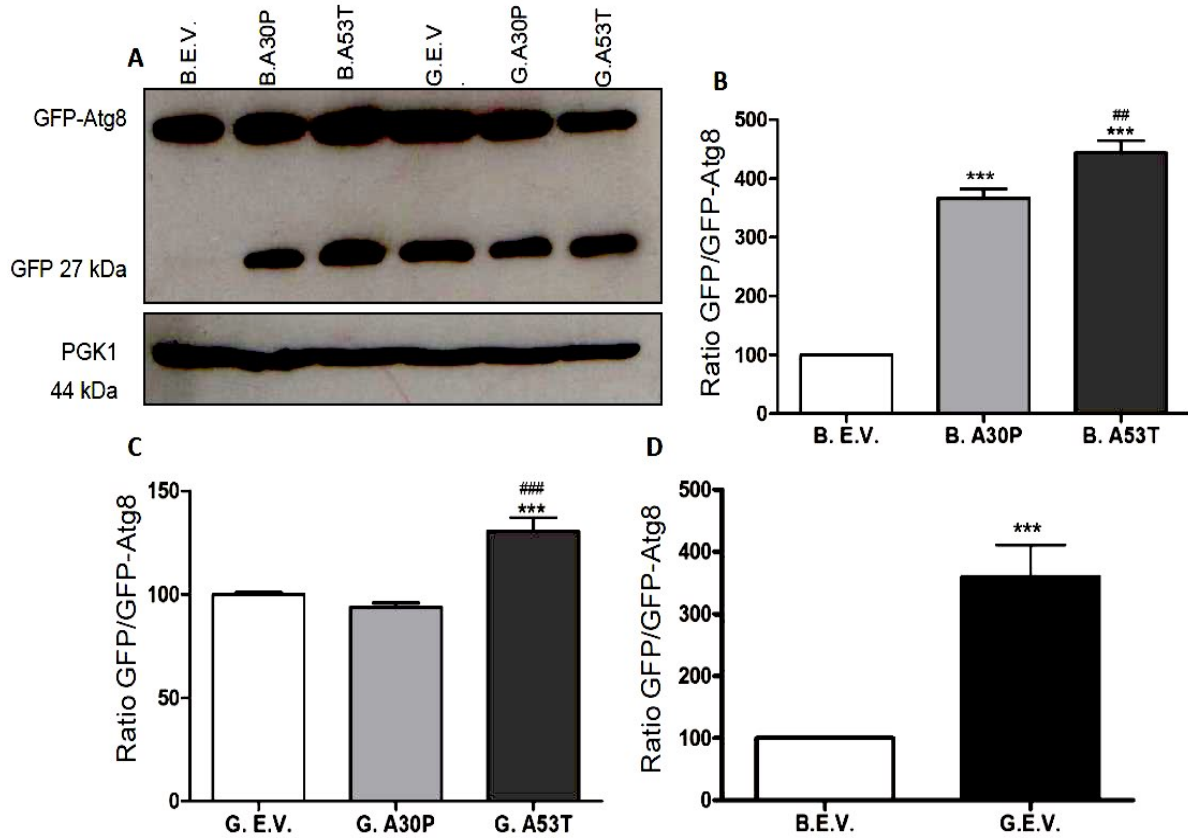 A
B.E.V.
B.A30P
B.A53T
G.E.V.
G.A30P
G.A53T
GFP-Atg8
GFP 27 kDa
PGK1
44 kDa
B
Ratio GFP/GFP-Atg8
500
400
300
200
100
0
##
***
***
B. E.V.
B. A30P
B. A53T
C
Ratio GFP/GFP-Atg8
150
100
50
0
###
***
G. E.V.
G. A30P
G. A53T
D
Ratio GFP/GFP-Atg8
500
400
300
200
100
0
***
B.E.V.
G.E.V.